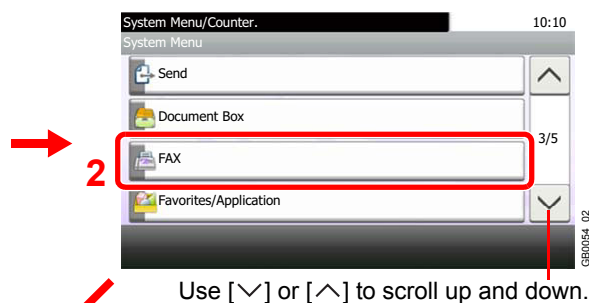 System Menu/Counter. 10:10
System Menu
Send
Document Box
3/5
2 FAX
Favorites/Application
GB0054_02
Use [∨] or [∧] to scroll up and down.